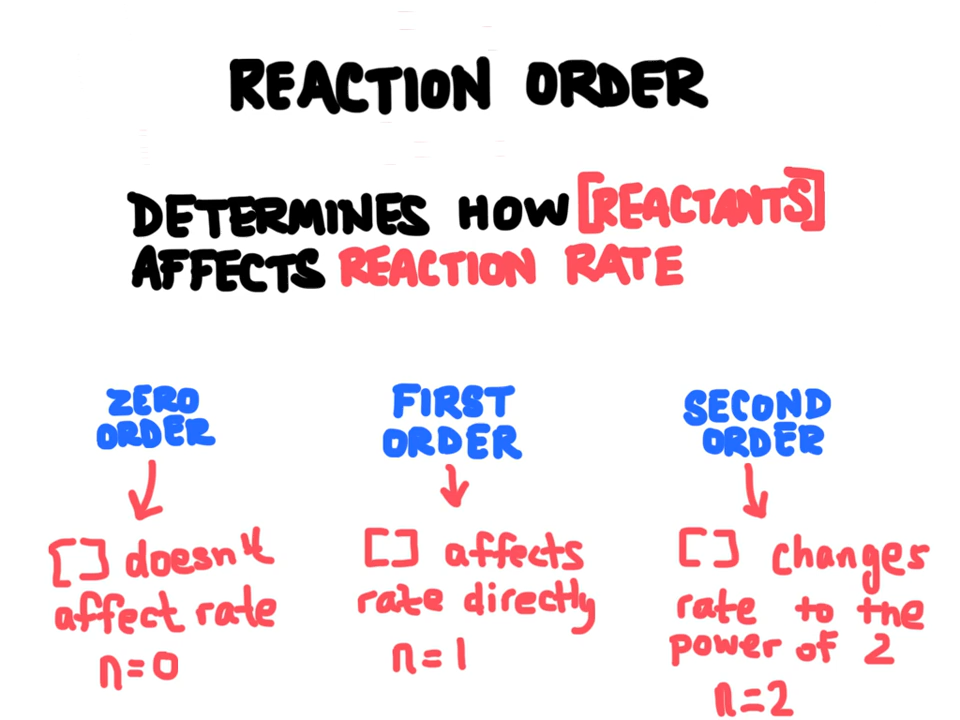 REACTION ORDER
DETERMINES HOW [REACTANTS]
AFFECTS REACTION RATE
ZERO
ORDER
[] doesn't
affect rate
n=0
FIRST
ORDER
[] affects
rate directly
n=1
SECOND
ORDER
[] changes
rate to the
power of 2
n=2